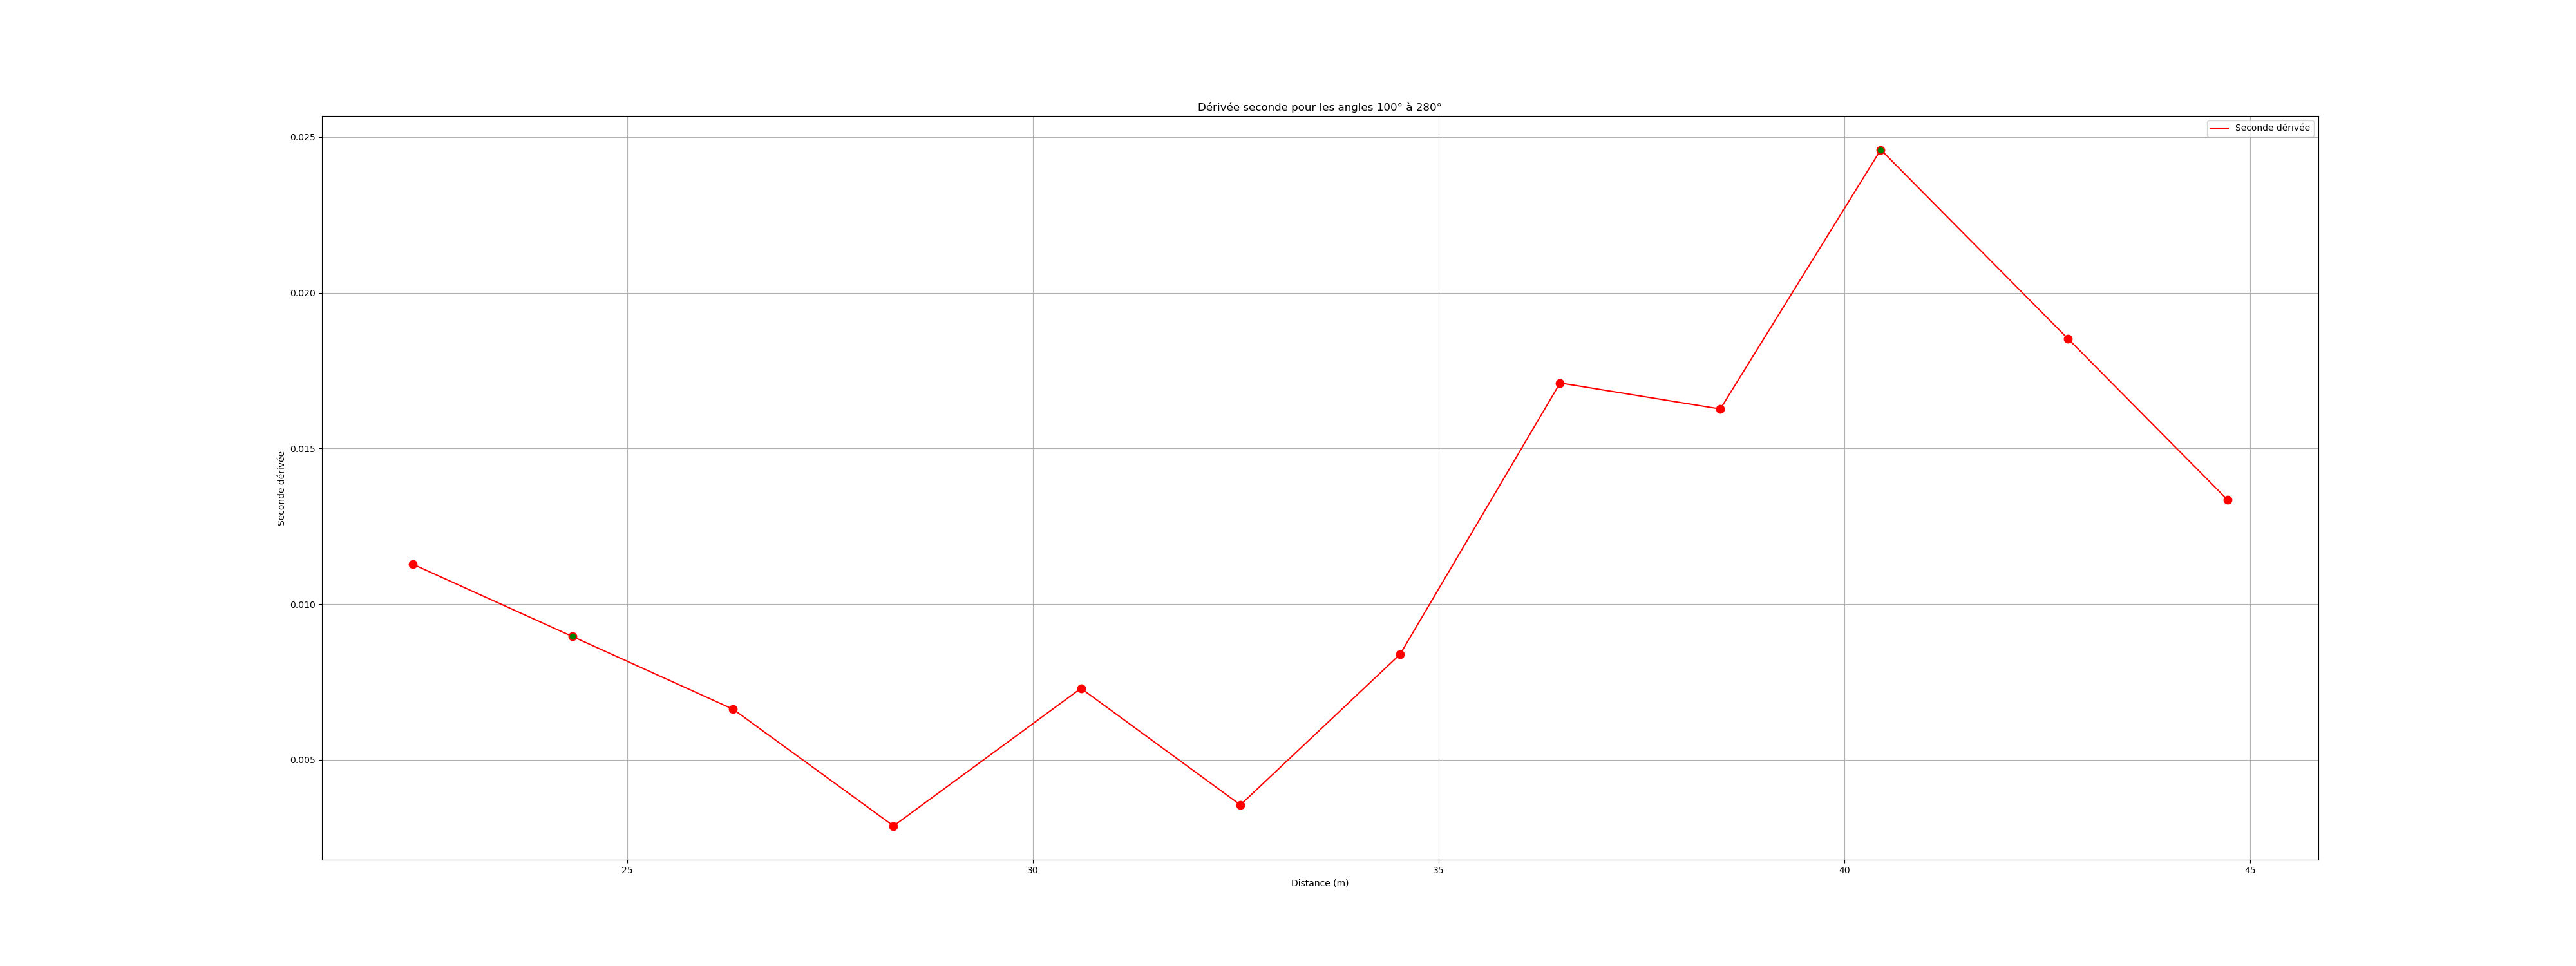 Dérivée seconde pour les angles 100° à 280°
Seconde dérivée
0.025
0.020
0.015
0.010
0.005
Seconde dérivée
25
30
35
40
45
Distance (m)